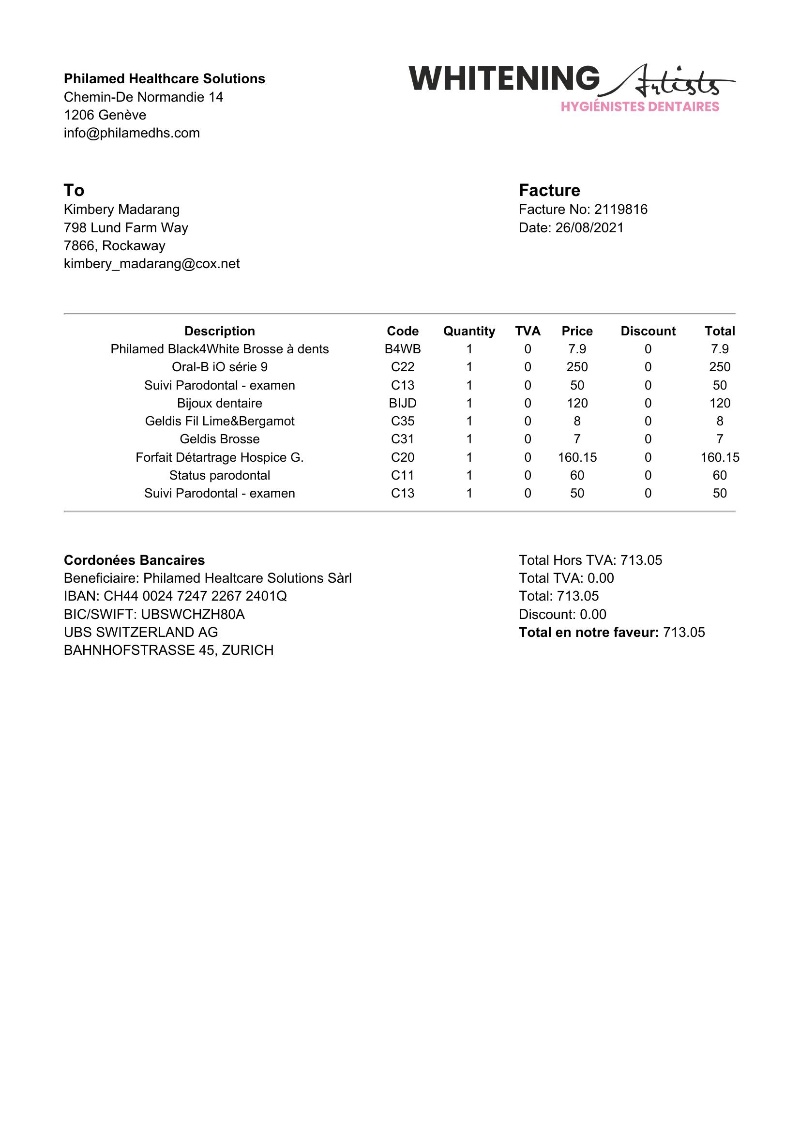 Philamed Healthcare Solutions
Chemin-De Normandie 14
1206 Genève
info@philamedhs.com
WHITENING Artists
HYGIÉNISTES DENTAIRES
To
Kimbery Madarang
798 Lund Farm Way
7866, Rockaway
kimbery_madarang@cox.net
Facture
Facture No: 2119816
Date: 26/08/2021
Description Code Quantity TVA Price Discount Total
Philamed Black4White Brosse à dents B4WB 1 0 7.9 0 7.9
Oral-B iO série 9 C22 1 0 250 0 250
Suivi Parodontal - examen C13 1 0 50 0 50
Bijoux dentaire BIJD 1 0 120 0 120
Geldis Fil Lime&Bergamot C35 1 0 8 0 8
Geldis Brosse C31 1 0 7 0 7
Forfait Détartrage Hospice G. C20 1 0 160.15 0 160.15
Status parodontal C11 1 0 60 0 60
Suivi Parodontal - examen C13 1 0 50 0 50
Cordonées Bancaires
Beneficiaire: Philamed Healtcare Solutions Sàrl
IBAN: CH44 0024 7247 2267 2401Q
BIC/SWIFT: UBSWCHZH80A
UBS SWITZERLAND AG
BAHNHOFSTRASSE 45, ZURICH
Total Hors TVA: 713.05
Total TVA: 0.00
Total: 713.05
Discount: 0.00
Total en notre faveur: 713.05